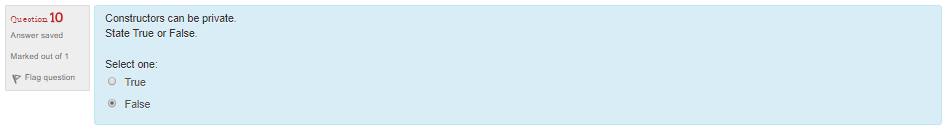 Question 10
Answer saved
Marked out of 1
Flag question
Constructors can be private.
State True or False.
Select one:
True
False